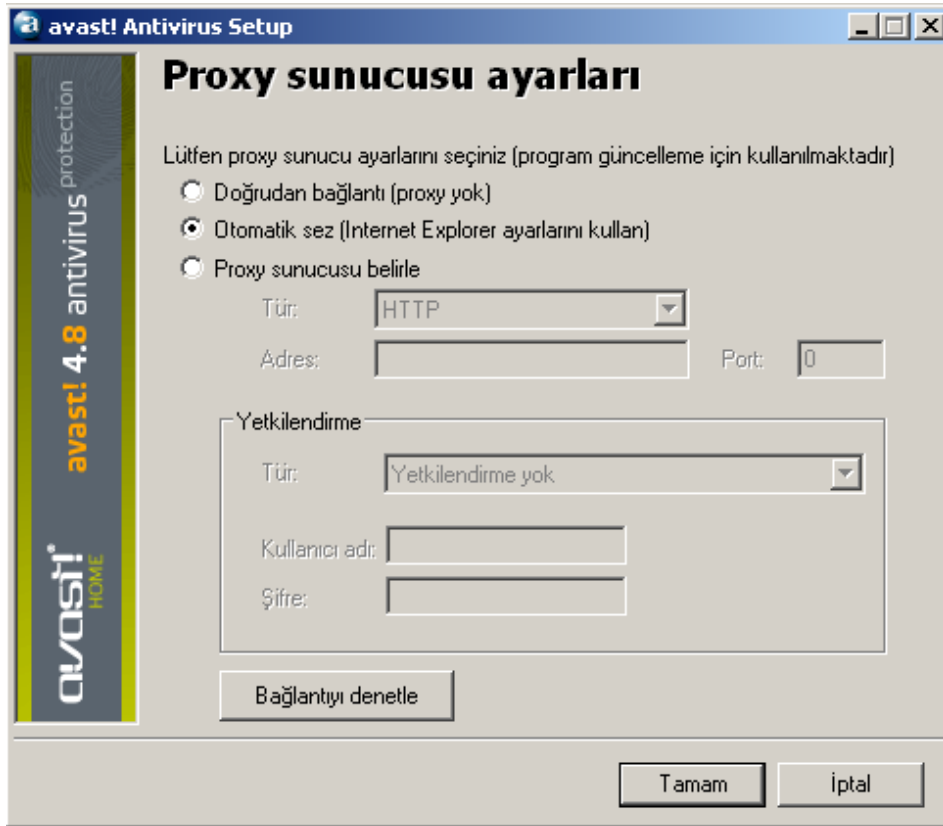 avast! Antivirus Setup
Proxy sunucusu ayarları
Lütfen proxy sunucu ayarlarını seçiniz (program güncelleme için kullanılmaktadır)
Doğrudan bağlantı (proxy yok)
Otomatik sez (Internet Explorer ayarlarını kullan)
Proxy sunucusu belirle
Tür: HTTP
Adres: Port: 0
Yetkilendirme
Tür: Yetkilendirme yok
Kullanıcı adı:
Şifre:
Bağlantıyı denetle
Tamam İptal
avast! 4.8 antivirus protection
avast!® HOME